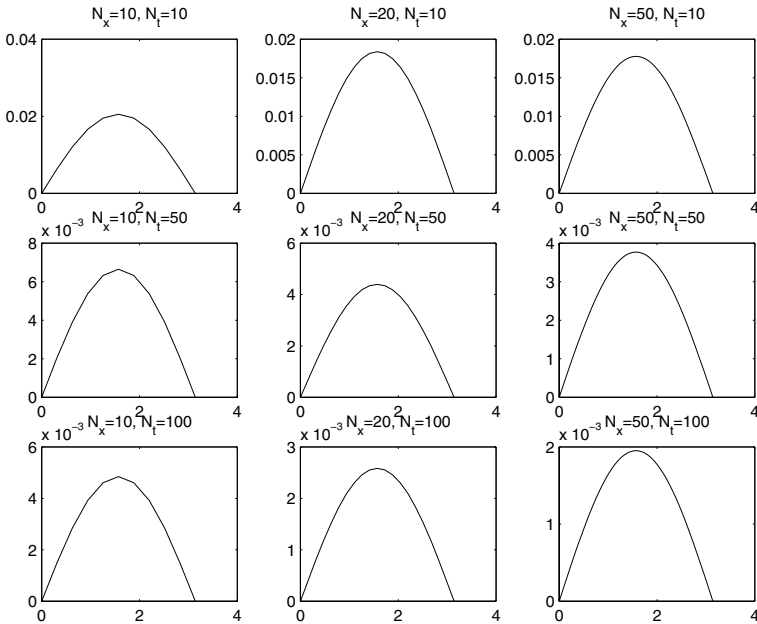 N_x=10, N_t=10
0.04
0.02
0
0 2 4
N_x=20, N_t=10
0.02
0.015
0.01
0.005
0
0 2 4
N_x=50, N_t=10
0.02
0.015
0.01
0.005
0
0 2 4
x 10⁻³ N_x=10, N_t=50
8
6
4
2
0
0 2 4
x 10⁻³ N_x=20, N_t=50
6
4
2
0
0 2 4
x 10⁻³ N_x=50, N_t=50
4
3
2
1
0
0 2 4
x 10⁻³ N_x=10, N_t=100
6
4
2
0
0 2 4
x 10⁻³ N_x=20, N_t=100
3
2
1
0
0 2 4
x 10⁻³ N_x=50, N_t=100
2
1
0
0 2 4